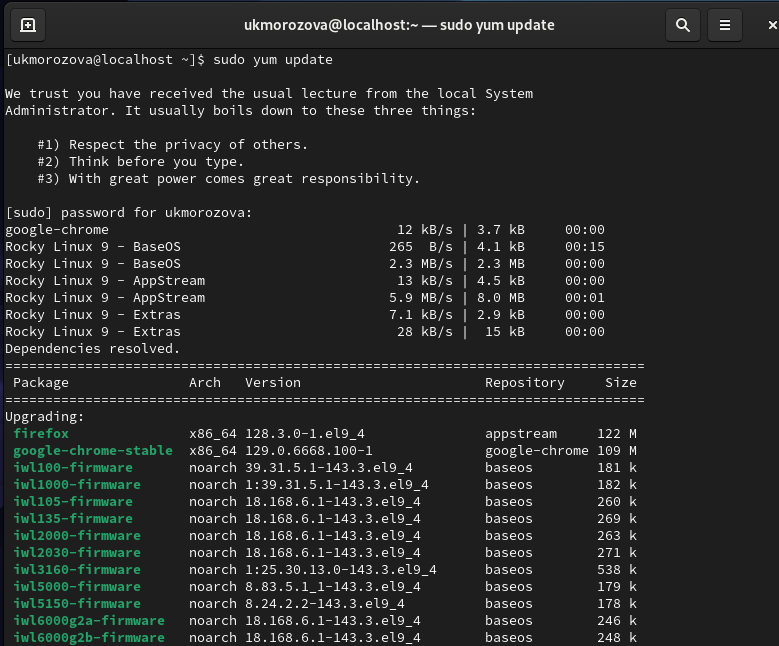 ukmorozova@localhost:~ — sudo yum update
[ukmorozova@localhost ~]$ sudo yum update
We trust you have received the usual lecture from the local System
Administrator. It usually boils down to these three things:
#1) Respect the privacy of others.
#2) Think before you type.
#3) With great power comes great responsibility.
[sudo] password for ukmorozova:
google-chrome 12 kB/s | 3.7 kB 00:00
Rocky Linux 9 - BaseOS 265 B/s | 4.1 kB 00:15
Rocky Linux 9 - BaseOS 2.3 MB/s | 2.3 MB 00:00
Rocky Linux 9 - AppStream 13 kB/s | 4.5 kB 00:00
Rocky Linux 9 - AppStream 5.9 MB/s | 8.0 MB 00:01
Rocky Linux 9 - Extras 7.1 kB/s | 2.9 kB 00:00
Rocky Linux 9 - Extras 28 kB/s | 15 kB 00:00
Dependencies resolved.
================================================================================
Package Arch Version Repository Size
================================================================================
Upgrading:
firefox x86_64 128.3.0-1.el9_4 appstream 122 M
google-chrome-stable x86_64 129.0.6668.100-1 google-chrome 109 M
iwl100-firmware noarch 39.31.5.1-143.3.el9_4 baseos 181 k
iwl1000-firmware noarch 1:39.31.5.1-143.3.el9_4 baseos 182 k
iwl105-firmware noarch 18.168.6.1-143.3.el9_4 baseos 260 k
iwl135-firmware noarch 18.168.6.1-143.3.el9_4 baseos 269 k
iwl2000-firmware noarch 18.168.6.1-143.3.el9_4 baseos 263 k
iwl2030-firmware noarch 18.168.6.1-143.3.el9_4 baseos 271 k
iwl3160-firmware noarch 1:25.30.13.0-143.3.el9_4 baseos 538 k
iwl5000-firmware noarch 8.83.5.1_1-143.3.el9_4 baseos 179 k
iwl5150-firmware noarch 8.24.2.2-143.3.el9_4 baseos 178 k
iwl6000g2a-firmware noarch 18.168.6.1-143.3.el9_4 baseos 246 k
iwl6000g2b-firmware noarch 18.168.6.1-143.3.el9_4 baseos 248 k